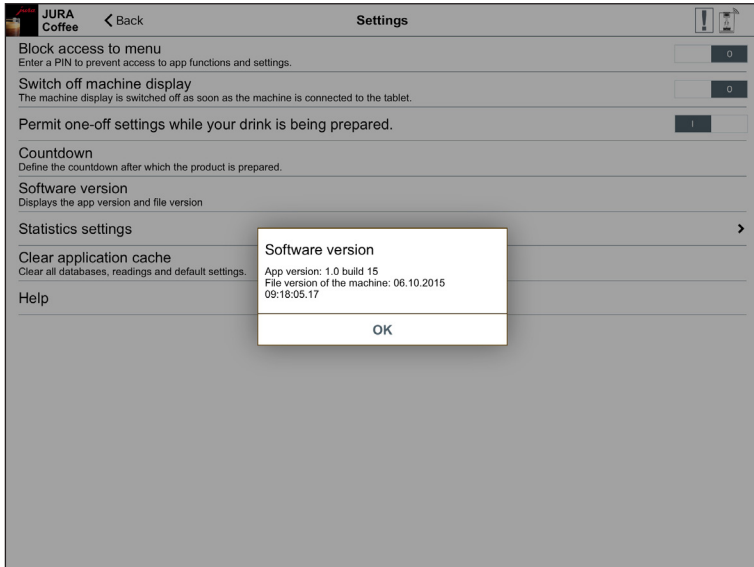 JURA
Coffee
Back
Settings
Block access to menu
Enter a PIN to prevent access to app functions and settings.
Switch off machine display
The machine display is switched off as soon as the machine is connected to the tablet.
Permit one-off settings while your drink is being prepared.
Countdown
Define the countdown after which the product is prepared.
Software version
Displays the app version and file version
Statistics settings
Clear application cache
Clear all databases, readings and default settings.
Help
Software version
App version: 1.0 build 15
File version of the machine: 06.10.2015
09:18:05.17
OK